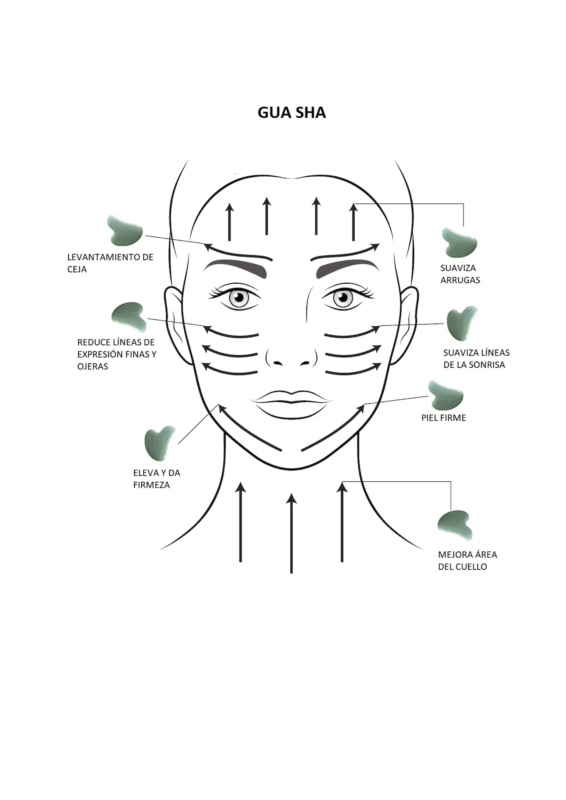 GUA SHA
LEVANTAMIENTO DE
CEJA
SUAVIZA
ARRUGAS
REDUCE LÍNEAS DE
EXPRESIÓN FINAS Y
OJERAS
SUAVIZA LÍNEAS
DE LA SONRISA
PIEL FIRME
ELEVA Y DA
FIRMEZA
MEJORA ÁREA
DEL CUELLO